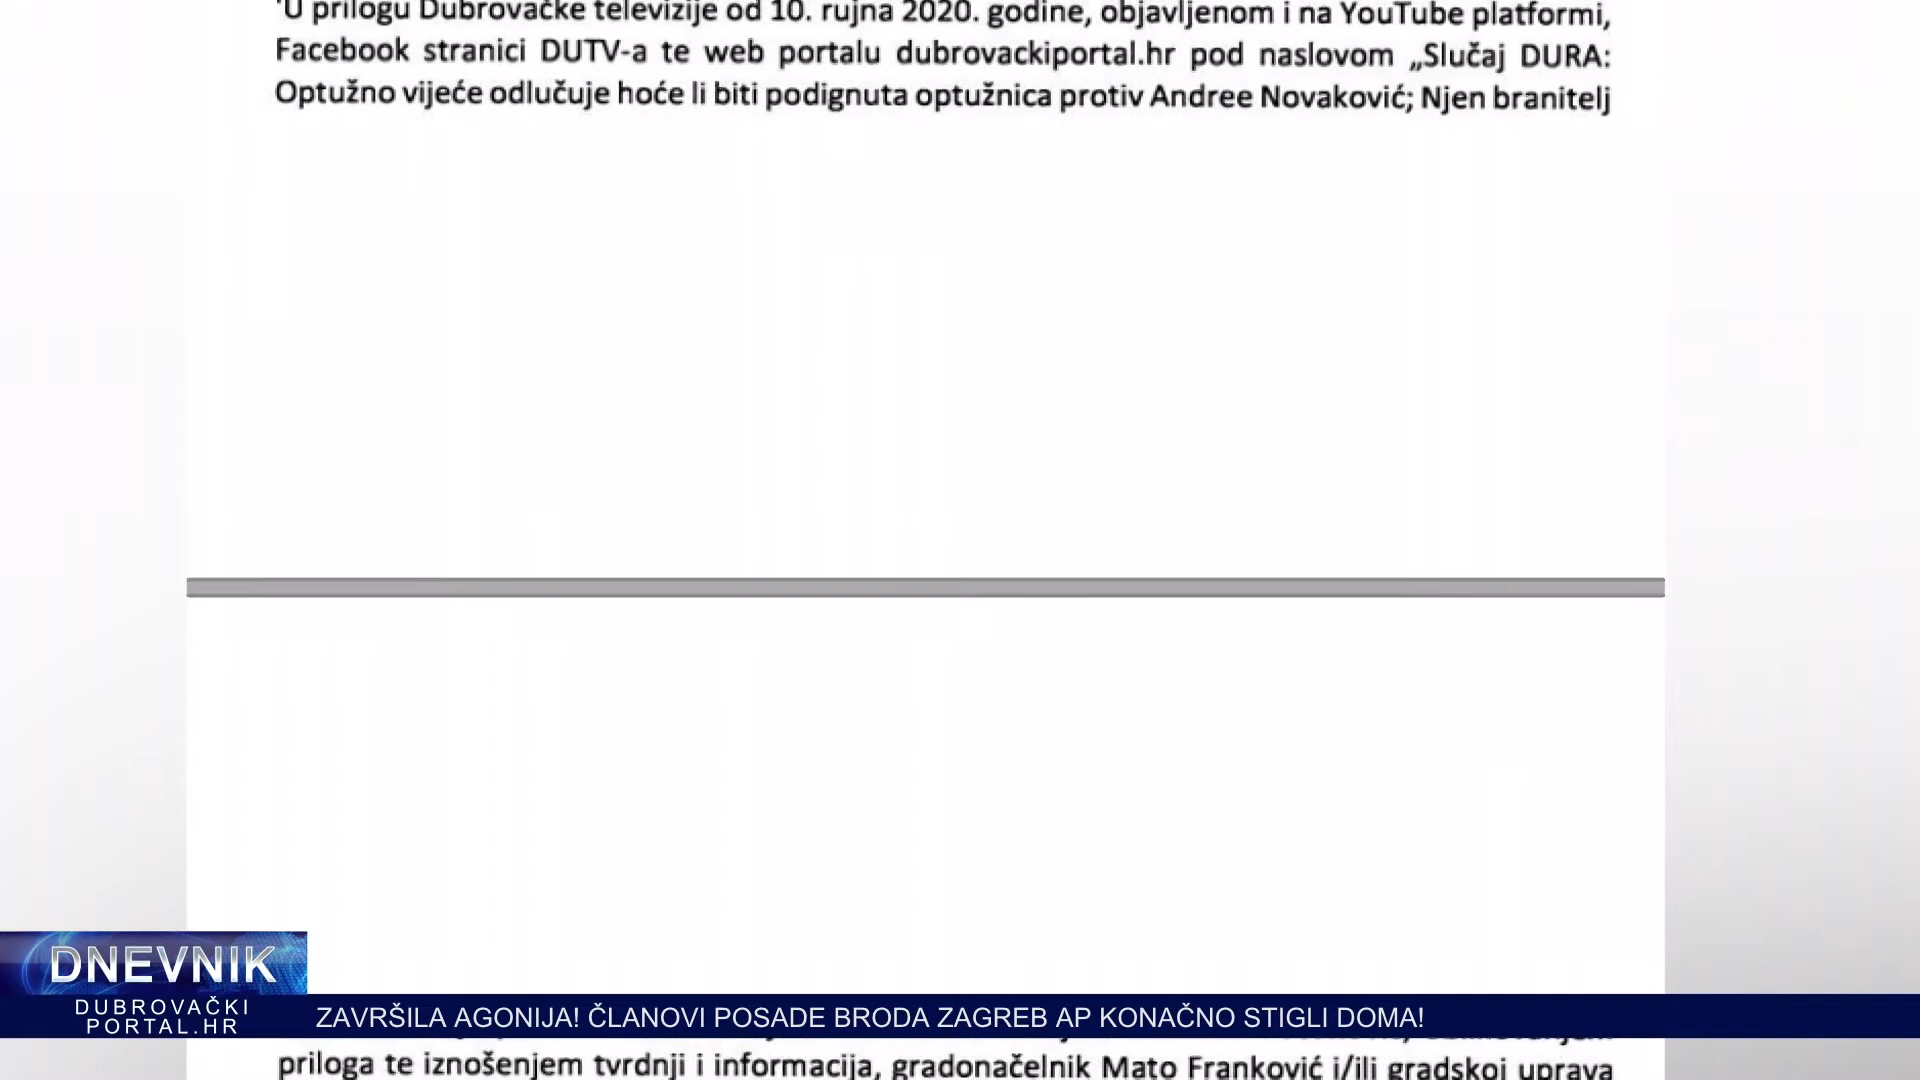 'U prilogu Dubrovačke televizije od 10. rujna 2020. godine, objavljenom i na YouTube platformi,
Facebook stranici DUTV-a te web portalu dubrovackiportal.hr pod naslovom „Slučaj DURA:
Optužno vijeće odlučuje hoće li biti podignuta optužnica protiv Andree Novaković; Njen branitelj
DNEVNIK
DUBROVAČKI
PORTAL.HR
ZAVRŠILA AGONIJA! ČLANOVI POSADE BRODA ZAGREB AP KONAČNO STIGLI DOMA!
priloga te iznošenjem tvrdnji i informacija, gradonačelnik Mato Franković i/ili gradskoj uprava